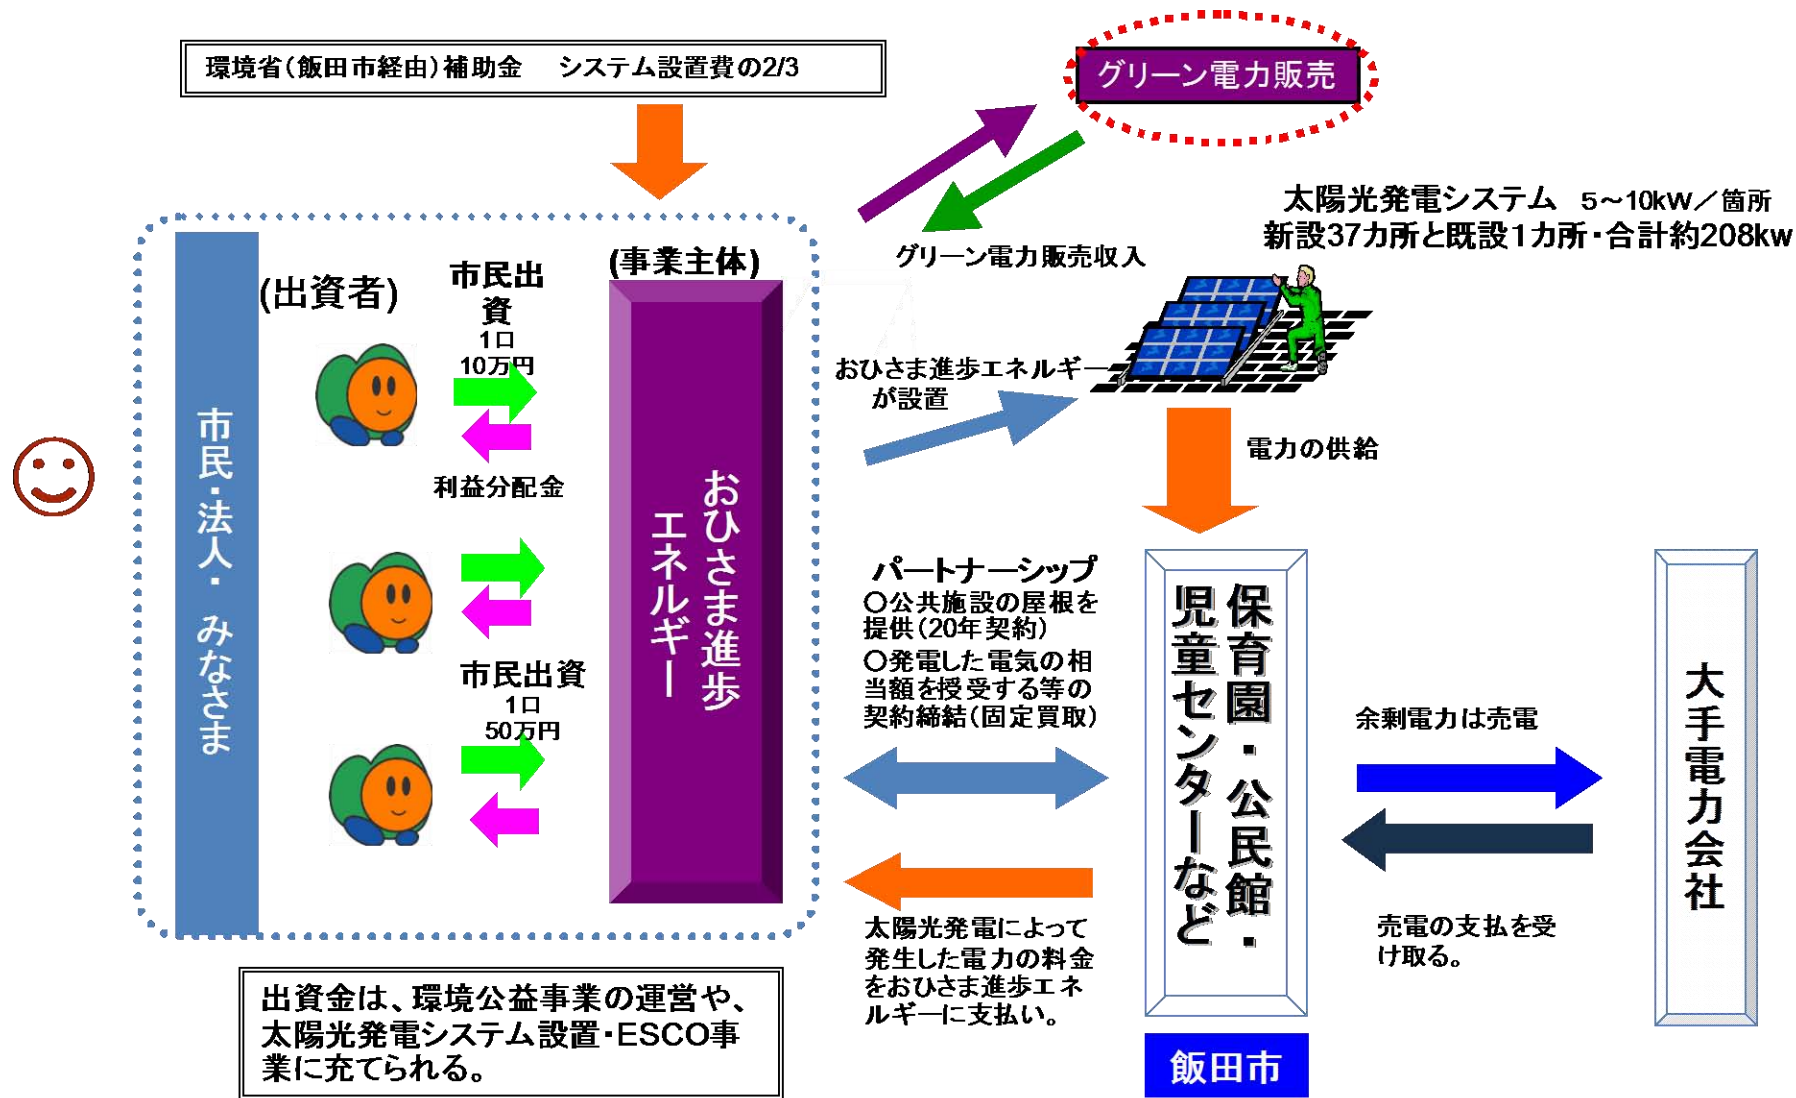 環境省(飯田市経由)補助金 システム設置費の2/3
グリーン電力販売
太陽光発電システム 5~10kW/箇所
新設37カ所と既設1カ所・合計約208kw
グリーン電力販売収入
(出資者)
市民出
資
1口
10万円
利益分配金
市民出資
1口
50万円
(事業主体)
市民・法人・ みなさま
おひさま進歩
エネルギー
おひさま進歩エネルギー
が設置
電力の供給
パートナーシップ
○公共施設の屋根を
提供(20年契約)
○発電した電気の相
当額を授受する等の
契約締結(固定買取)
保育園・公民館・
児童センターなど
余剰電力は売電
大手電力会社
売電の支払を受
け取る。
太陽光発電によって
発生した電力の料金
をおひさま進歩エネ
ルギーに支払い。
出資金は、環境公益事業の運営や、
太陽光発電システム設置・ESCO事
業に充てられる。
飯田市